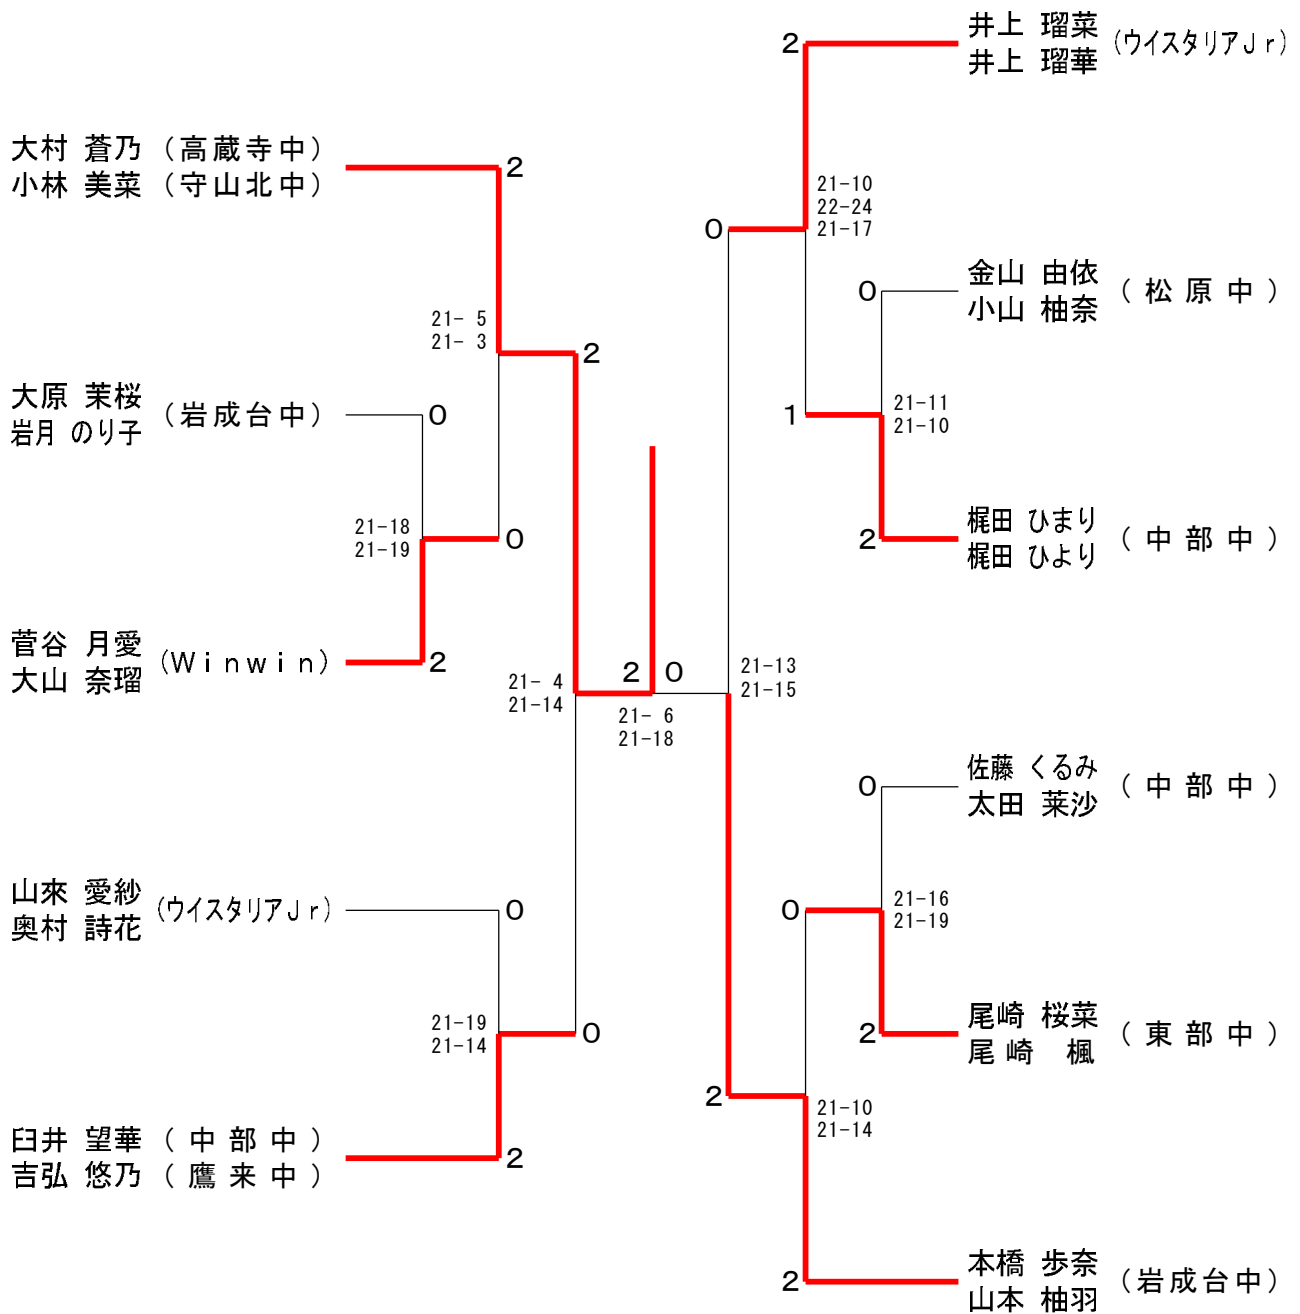 大村 蒼乃 (高蔵寺中)
小林 美菜 (守山北中)
2
21- 5
21- 3
2
大原 茉桜
岩月 のり子
(岩成台中)
0
21-18
21-19
0
菅谷 月愛
大山 奈瑠
(Winwin)
2
21- 4
21-14
山來 愛紗
奥村 詩花
(ウイスタリアJr)
0
21-19
21-14
0
臼井 望華 (中部中)
吉弘 悠乃 (鷹来中)
2
2 0
21- 6
21-18
2
井上 瑠菜
井上 瑠華
(ウイスタリアJr)
21-10
22-24
21-17
0
0
金山 由依
小山 柚奈
(松原中)
1
21-11
21-10
2
梶田 ひまり
梶田 ひより
(中部中)
21-13
21-15
0
佐藤 くるみ
太田 菜沙
(中部中)
0
21-16
21-19
2
尾崎 桜菜
尾崎 楓
(東部中)
2
21-10
21-14
2
本橋 歩奈
山本 柚羽
(岩成台中)